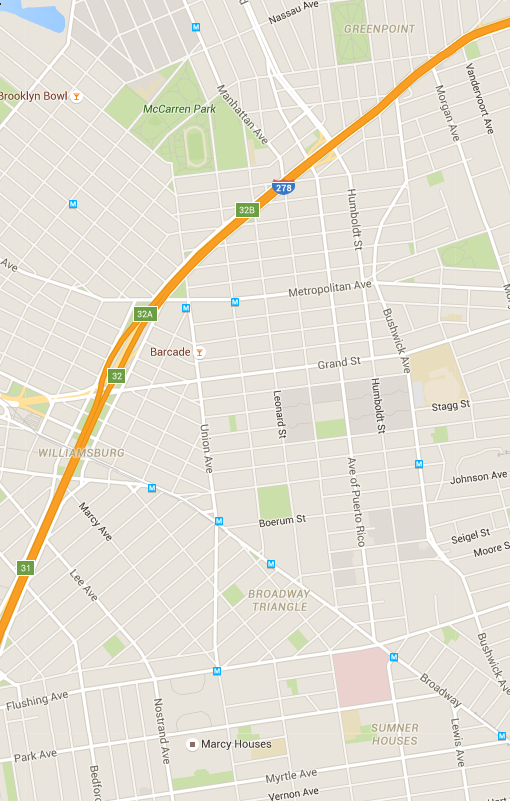 Nassau Ave
GREENPOINT
Brooklyn Bowl
McCarren Park
Manhattan Ave
Morgan Ave
Vandervoort Ave
278
32B
Humboldt St
Ave
Metropolitan Ave
32A
Barcade
Bushwick Ave
Grand St
32
Leonard St
Humboldt St
Stagg St
Union Ave
WILLIAMSBURG
Ave of Puerto Rico
Johnson Ave
Marcy Ave
Boerum St
Seigel St
Moore S
31
Lee Ave
BROADWAY
TRIANGLE
Bushwick Ave
Flushing Ave
Nostrand Ave
Broadway
Lewis Ave
Marcy Houses
SUMNER
HOUSES
Park Ave
Bedford
Myrtle Ave
Vernon Ave
M
M
M
M
M
M
M
M
M
M
M